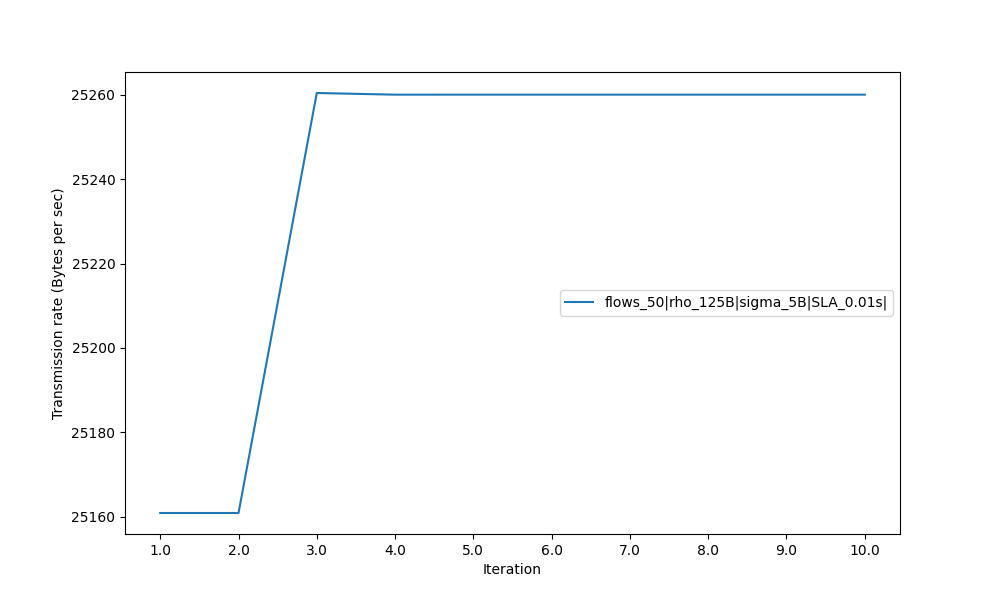 25260
25240
25220
25200
25180
25160
Transmission rate (Bytes per sec)
flows_50|rho_125B|sigma_5B|SLA_0.01s|
1.0 2.0 3.0 4.0 5.0 6.0 7.0 8.0 9.0 10.0
Iteration